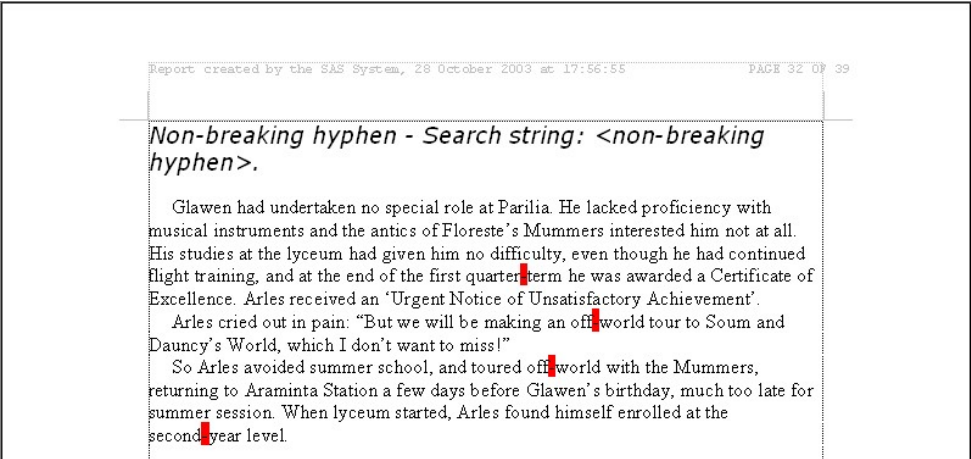 Report created by the SAS System, 28 October 2003 at 17:56:55 PAGE 32 OF 39
Non-breaking hyphen - Search string: <non-breaking
hyphen>.
Glawen had undertaken no special role at Parilia. He lacked proficiency with
musical instruments and the antics of Floreste’s Mummers interested him not at all.
His studies at the lyceum had given him no difficulty, even though he had continued
flight training, and at the end of the first quarter-term he was awarded a Certificate of
Excellence. Arles received an ‘Urgent Notice of Unsatisfactory Achievement’.
Arles cried out in pain: “But we will be making an off-world tour to Soum and
Dauncy’s World, which I don’t want to miss!”
So Arles avoided summer school, and toured off-world with the Mummers,
returning to Araminta Station a few days before Glawen’s birthday, much too late for
summer session. When lyceum started, Arles found himself enrolled at the
second-year level.